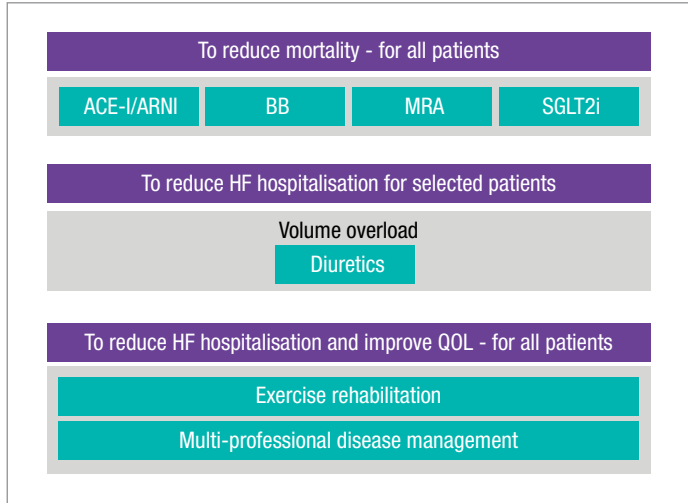 To reduce mortality - for all patients
ACE-I/ARNI BB MRA SGLT2i
To reduce HF hospitalisation for selected patients
Volume overload
Diuretics
To reduce HF hospitalisation and improve QOL - for all patients
Exercise rehabilitation
Multi-professional disease management